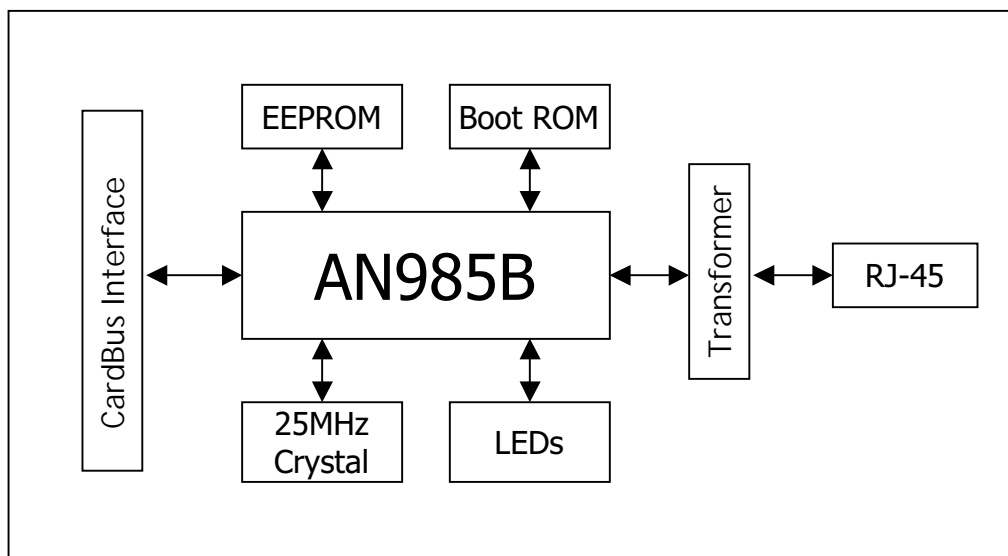 EEPROM
Boot ROM
CardBus Interface
AN985B
Transformer
RJ-45
25MHz
Crystal
LEDs